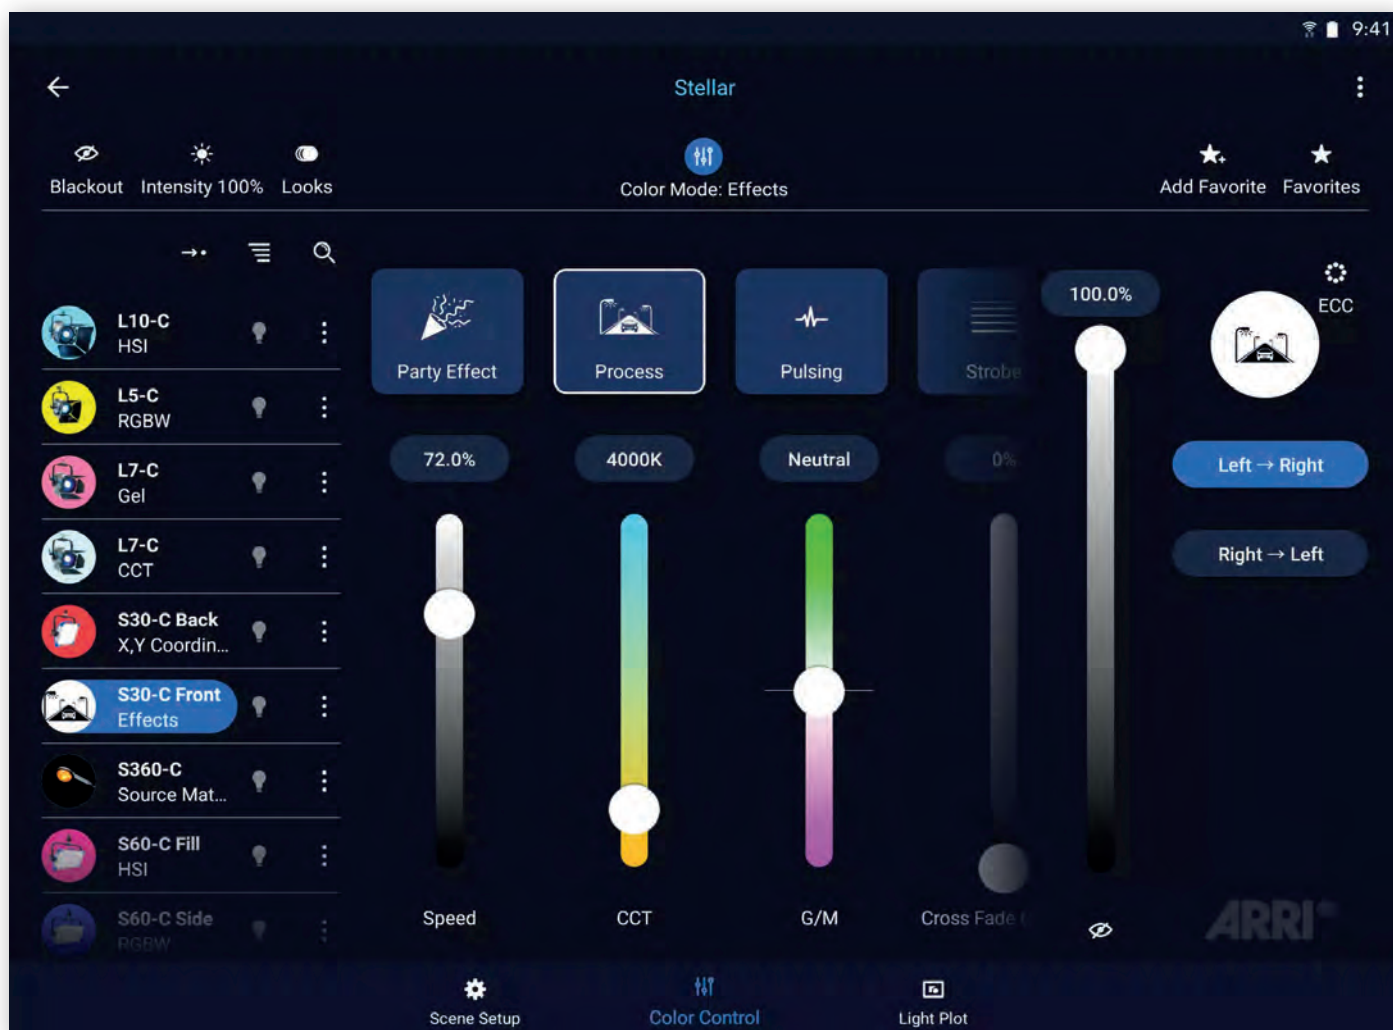 9:41
Stellar
Blackout
Intensity 100%
Looks
Color Mode: Effects
Add Favorite
Favorites
L10-C
HSI
L5-C
RGBW
L7-C
Gel
L7-C
CCT
S30-C Back
X,Y Coordin...
S30-C Front
Effects
S360-C
Source Mat...
S60-C Fill
HSI
S60-C Side
RGBW
Party Effect
Process
Pulsing
Strobe
72.0%
4000K
Neutral
0%
Speed
CCT
G/M
Cross Fade
100.0%
ECC
Left → Right
Right → Left
ARRI
Scene Setup
Color Control
Light Plot